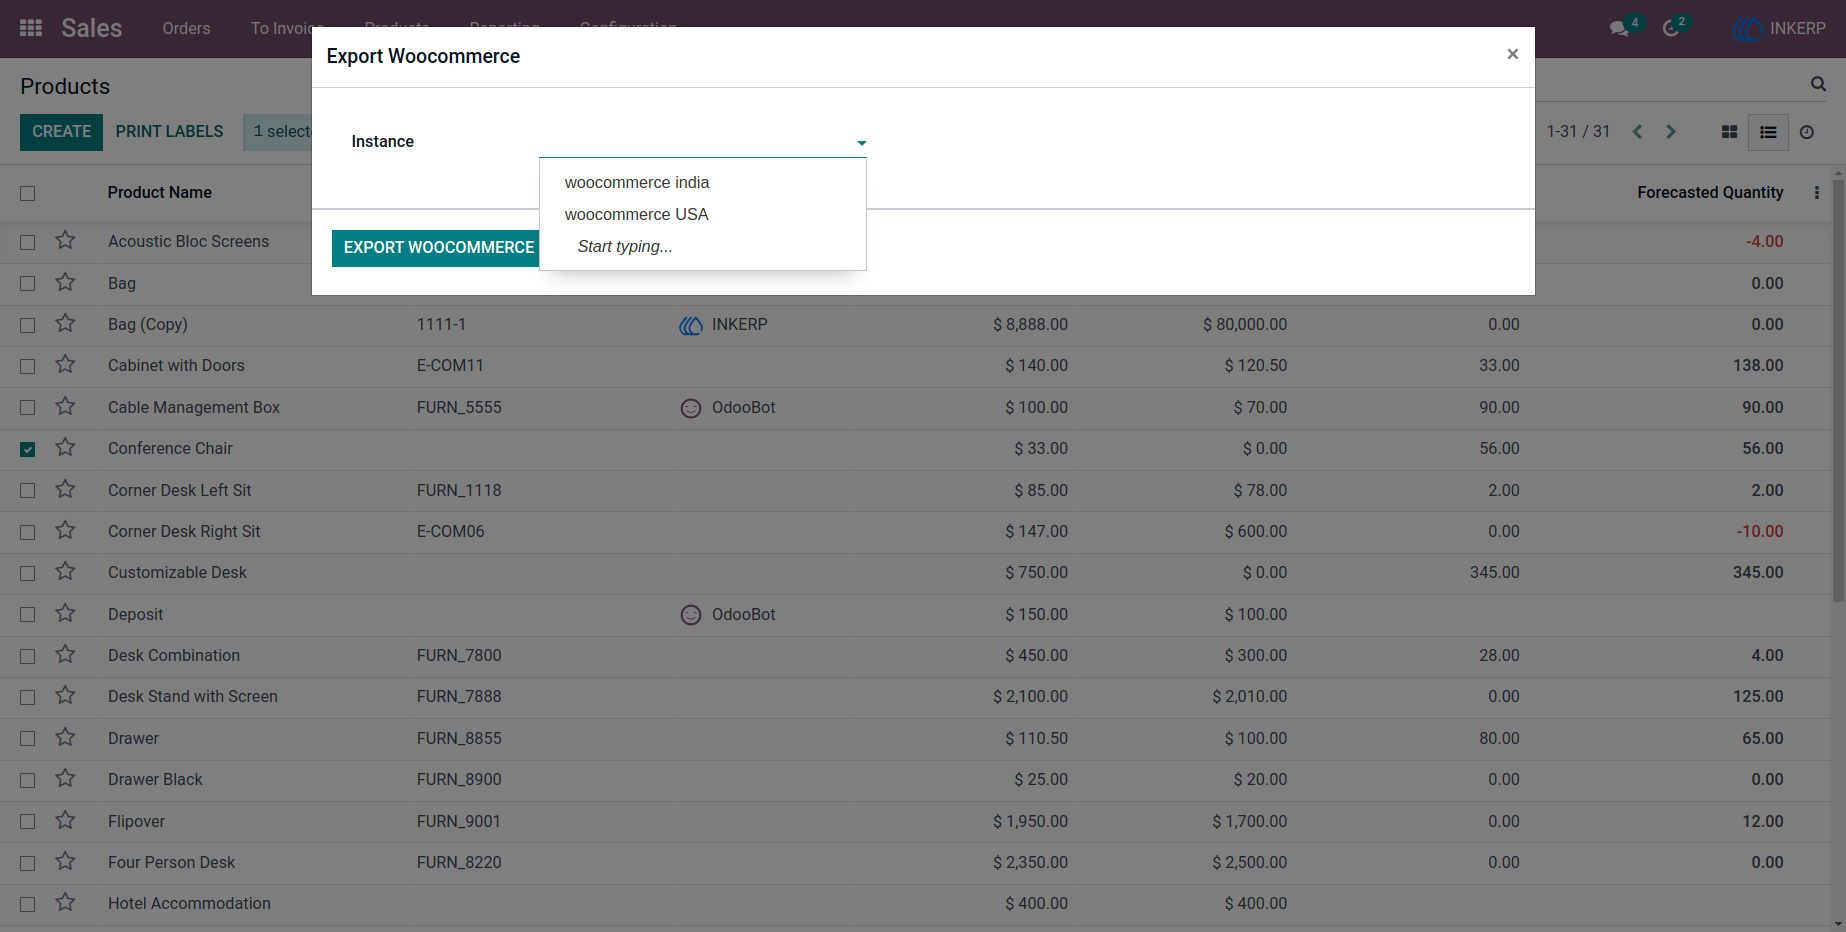 Sales Orders To Invoic Products Reporting Configuration 4 2 INKERP
Export Woocommerce ×
Products
Instance
CREATE PRINT LABELS 1 select 1-31 / 31
woocommerce india
woocommerce USA
Start typing...
EXPORT WOOCOMMERCE
Product Name Forecasted Quantity
Acoustic Bloc Screens -4.00
Bag 0.00
Bag (Copy) 1111-1 INKERP $ 8,888.00 $ 80,000.00 0.00 0.00
Cabinet with Doors E-COM11 $ 140.00 $ 120.50 33.00 138.00
Cable Management Box FURN_5555 OdooBot $ 100.00 $ 70.00 90.00 90.00
Conference Chair $ 33.00 $ 0.00 56.00 56.00
Corner Desk Left Sit FURN_1118 $ 85.00 $ 78.00 2.00 2.00
Corner Desk Right Sit E-COM06 $ 147.00 $ 600.00 0.00 -10.00
Customizable Desk $ 750.00 $ 0.00 345.00 345.00
Deposit OdooBot $ 150.00 $ 100.00
Desk Combination FURN_7800 $ 450.00 $ 300.00 28.00 4.00
Desk Stand with Screen FURN_7888 $ 2,100.00 $ 2,010.00 0.00 125.00
Drawer FURN_8855 $ 110.50 $ 100.00 80.00 65.00
Drawer Black FURN_8900 $ 25.00 $ 20.00 0.00 0.00
Flipover FURN_9001 $ 1,950.00 $ 1,700.00 0.00 12.00
Four Person Desk FURN_8220 $ 2,350.00 $ 2,500.00 0.00 0.00
Hotel Accommodation $ 400.00 $ 400.00